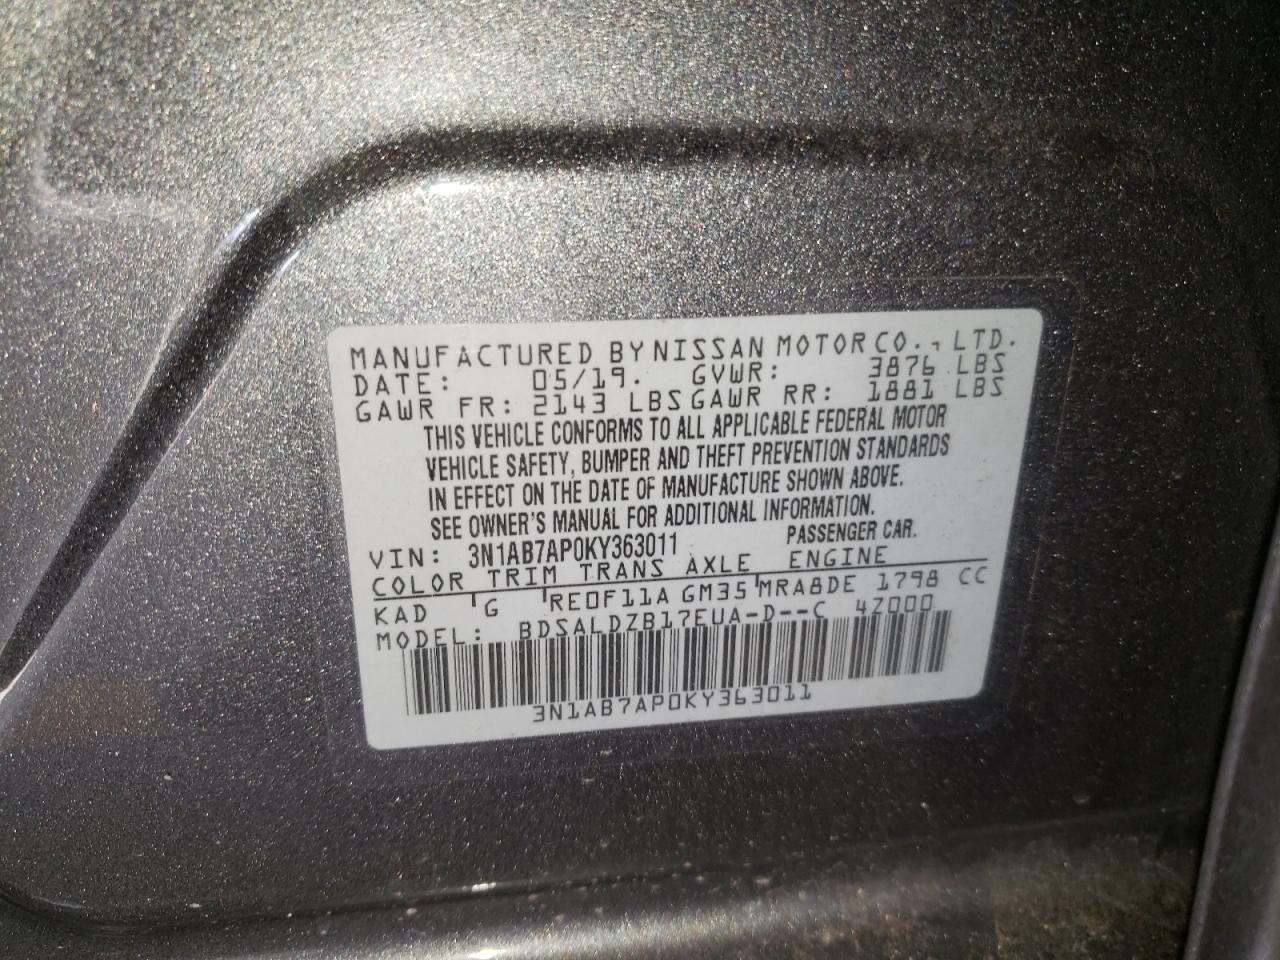 MANUFACTURED BY NISSAN MOTOR CO., LTD.
DATE: 05/19. GVWR: 3876 LBS
GAWR FR: 2143 LBS GAWR RR: 1881 LBS
THIS VEHICLE CONFORMS TO ALL APPLICABLE FEDERAL MOTOR
VEHICLE SAFETY, BUMPER AND THEFT PREVENTION STANDARDS
IN EFFECT ON THE DATE OF MANUFACTURE SHOWN ABOVE.
SEE OWNER'S MANUAL FOR ADDITIONAL INFORMATION.
VIN: 3N1AB7AP0KY363011 PASSENGER CAR.
COLOR TRIM TRANS AXLE ENGINE
KAD G RE0F11A GM35 MRA8DE 1798 CC
MODEL: BDSALDZB17EUA-D--C 4Z000
3N1AB7AP0KY363011